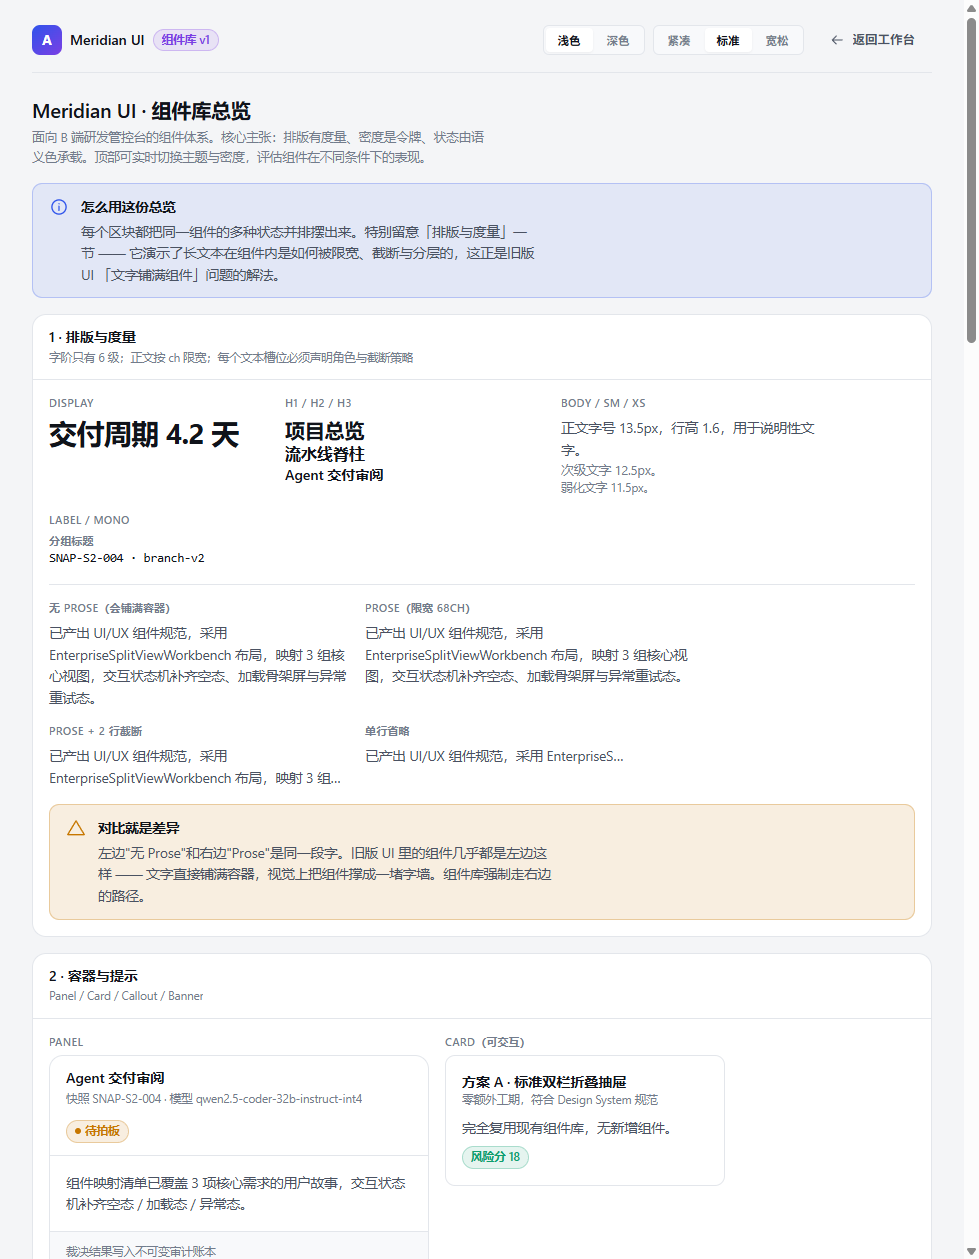 A Meridian UI 组件库 v1 浅色 深色 紧凑 标准 宽松 ← 返回工作台
Meridian UI · 组件库总览
面向 B 端研发管控台的组件体系。核心主张：排版有度量、密度是令牌、状态由语
义色承载。顶部可实时切换主题与密度，评估组件在不同条件下的表现。
怎么用这份总览
每个区块都把同一组件的多种状态并排摆出来。特别留意「排版与度量」一
节 —— 它演示了长文本在组件内是如何被限宽、截断与分层的，这正是旧版
UI 「文字铺满组件」问题的解法。
1 · 排版与度量
字阶只有 6 级；正文按 ch 限宽；每个文本槽位必须声明角色与截断策略
DISPLAY
交付周期 4.2 天
H1 / H2 / H3
项目总览
流水线脊柱
Agent 交付审阅
BODY / SM / XS
正文字号 13.5px，行高 1.6，用于说明性文
字。
次级文字 12.5px。
弱化文字 11.5px。
LABEL / MONO
分组标题
SNAP-S2-004 · branch-v2
无 PROSE（会铺满容器）
已产出 UI/UX 组件规范，采用
EnterpriseSplitViewWorkbench 布局，映射 3 组核
心视图，交互状态机补齐空态、加载骨架屏与异常
重试态。
PROSE（限宽 68CH）
已产出 UI/UX 组件规范，采用
EnterpriseSplitViewWorkbench 布局，映射 3 组核心视
图，交互状态机补齐空态、加载骨架屏与异常重试态。
PROSE + 2 行截断
已产出 UI/UX 组件规范，采用
EnterpriseSplitViewWorkbench 布局，映射 3 组...
单行省略
已产出 UI/UX 组件规范，采用 EnterpriseS...
对比就是差异
左边"无 Prose"和右边"Prose"是同一段字。旧版 UI 里的组件几乎都是左边这
样 —— 文字直接铺满容器，视觉上把组件撑成一堵字墙。组件库强制走右边
的路径。
2 · 容器与提示
Panel / Card / Callout / Banner
PANEL
Agent 交付审阅
快照 SNAP-S2-004 · 模型 qwen2.5-coder-32b-instruct-int4
待拍板
组件映射清单已覆盖 3 项核心需求的用户故事，交互状态
机补齐空态 / 加载态 / 异常态。
裁决结果写入不可变审计账本
CARD（可交互）
方案 A · 标准双栏折叠抽屉
零额外工期，符合 Design System 规范
完全复用现有组件库，无新增组件。
风险分 18